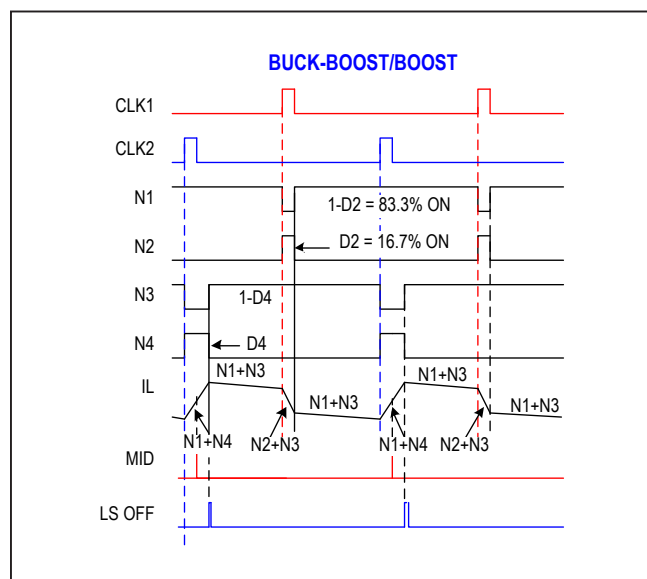 BUCK-BOOST/BOOST
CLK1
CLK2
N1
1-D2 = 83.3% ON
N2
D2 = 16.7% ON
N3
1-D4
N4
D4
N1+N3
N1+N3
IL
N1+N3
N1+N3
N1+N4
N2+N3
N1+N4
N2+N3
MID
LS OFF